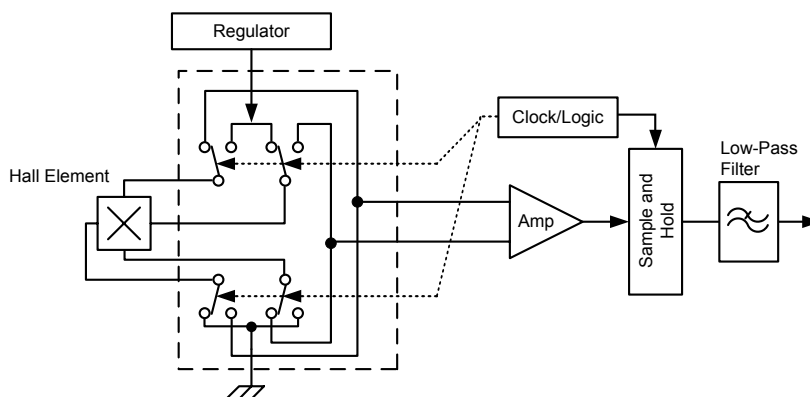 Regulator
Clock/Logic
Low-Pass
Filter
Hall Element
Amp
Sample and
Hold